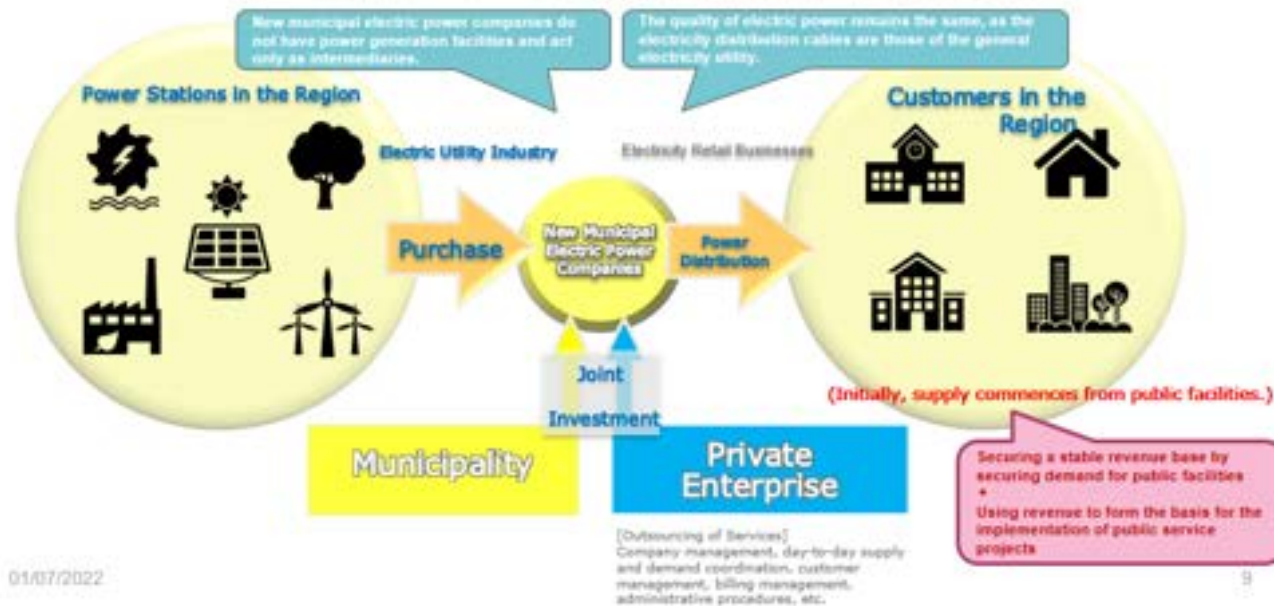 New municipal electric power companies do
not have power generation facilities and act
only as intermediaries.
The quality of electric power remains the same, as the
electricity distribution cables are those of the general
electricity utility.
Power Stations in the Region
Customers in the
Region
Electric Utility Industry
Electricity Retail Businesses
Purchase
New Municipal
Electric Power
Companies
Power
Distribution
Joint
Investment
(Initially, supply commences from public facilities.)
Municipality
Private
Enterprise
Securing a stable revenue base by
securing demand for public facilities
+
Using revenue to form the basis for the
implementation of public service
projects
[Outsourcing of Services]
Company management, day-to-day supply
and demand coordination, customer
management, billing management,
administrative procedures, etc.
01/07/2022
9